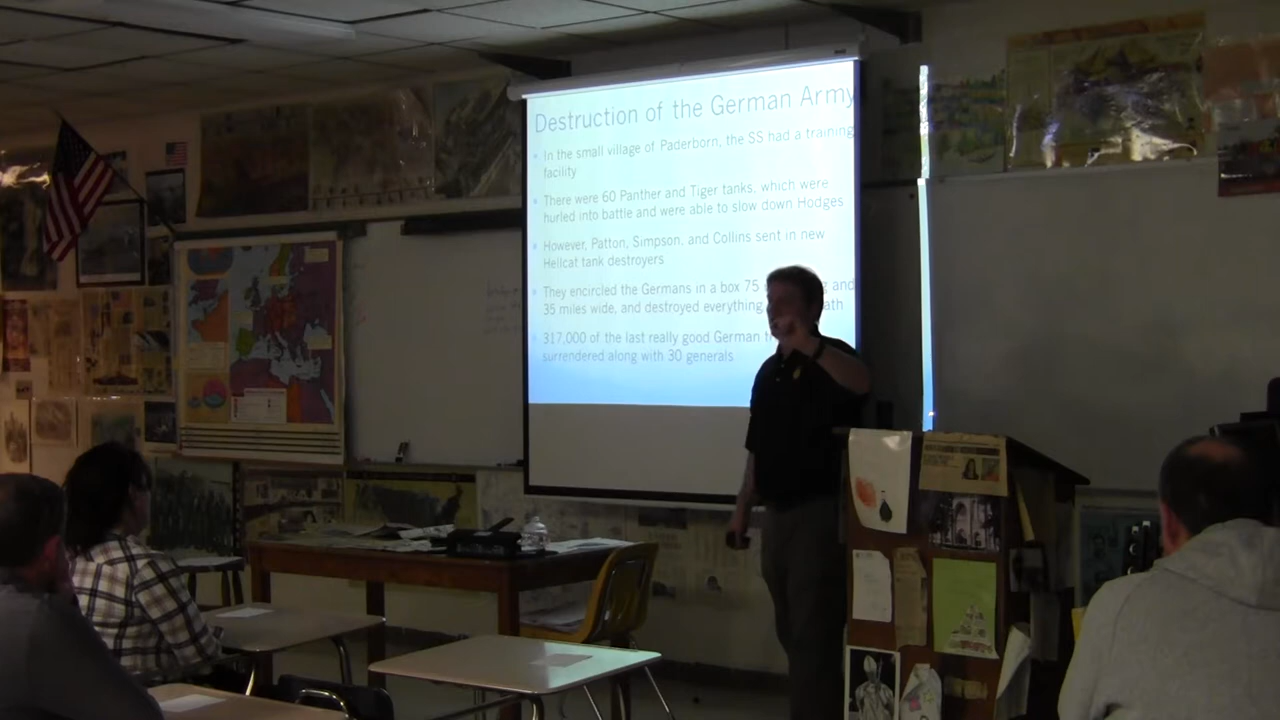 Destruction of the German Army
In the small village of Paderborn, the SS had a training
facility
There were 60 Panther and Tiger tanks, which were
hurled into battle and were able to slow down Hodges
However, Patton, Simpson, and Collins sent in new
Hellcat tank destroyers
They encircled the Germans in a box 75 and
35 miles wide, and destroyed everything
317,000 of the last really good German
surrendered along with 30 generals